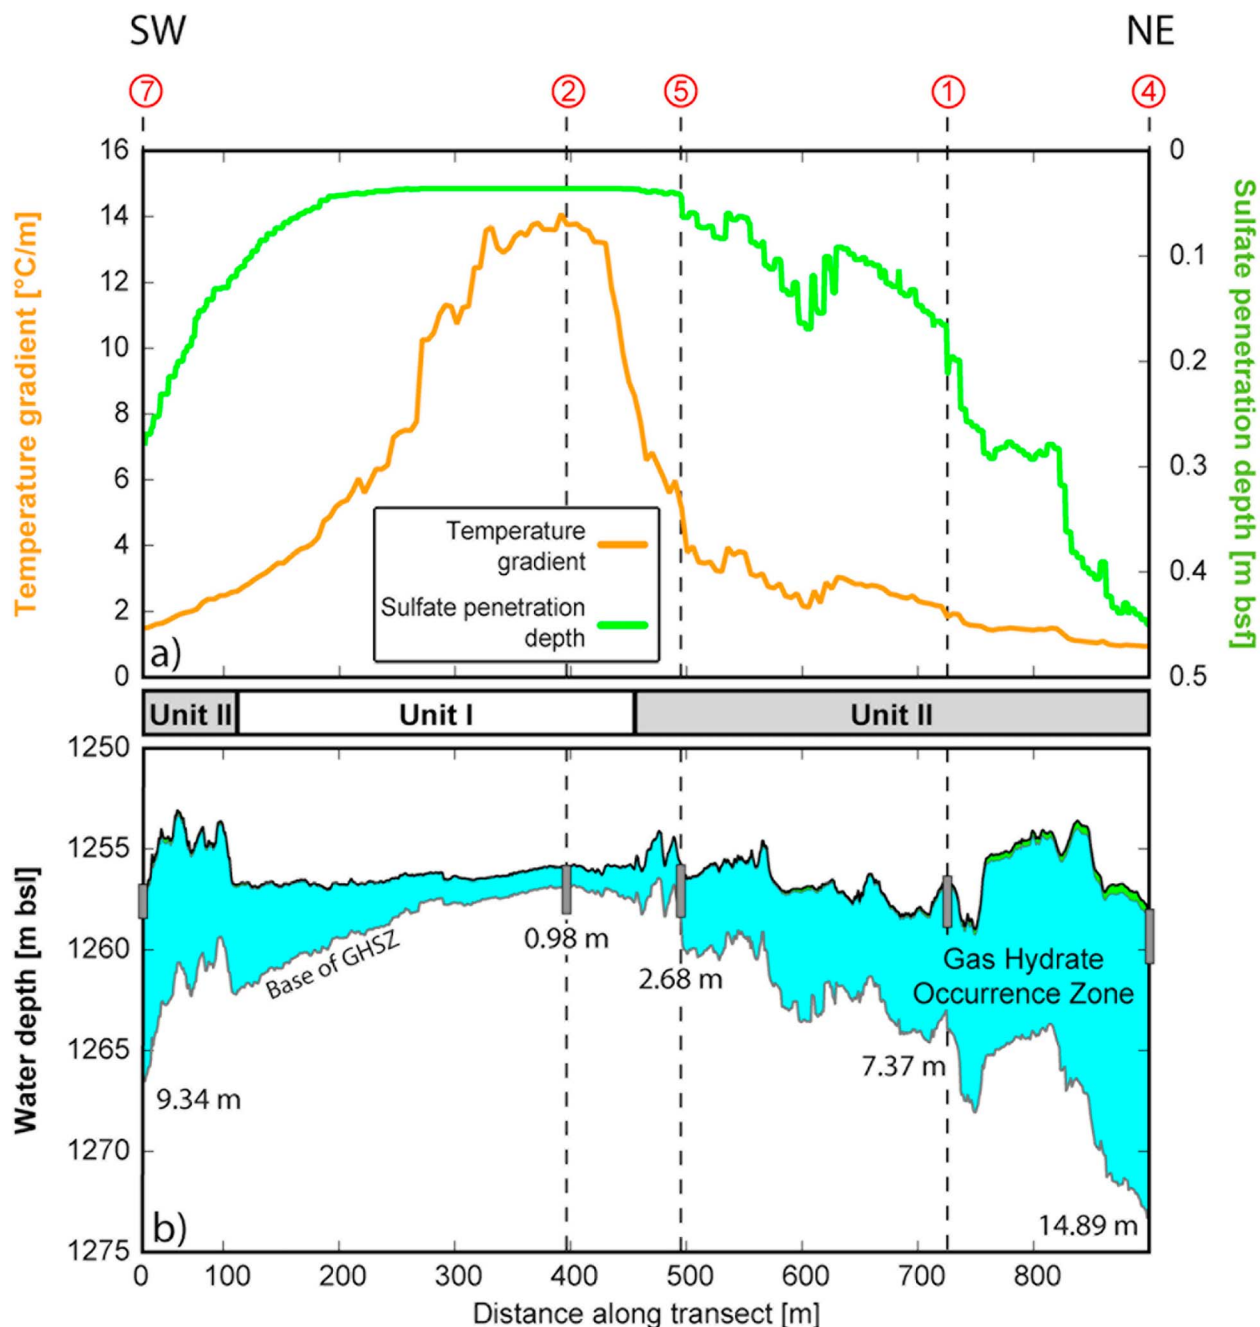 SW
NE
7
2
5
1
4
16
14
12
10
8
6
4
2
0
Temperature gradient [°C/m]
0
0.1
0.2
0.3
0.4
0.5
Sulfate penetration depth [m bsf]
Temperature
gradient
Sulfate penetration
depth
a)
Unit II
Unit I
Unit II
1250
1255
1260
1265
1270
1275
Water depth [m bsl]
Base of GHSZ
0.98 m
2.68 m
Gas Hydrate
Occurrence Zone
7.37 m
9.34 m
14.89 m
b)
0
100
200
300
400
500
600
700
800
Distance along transect [m]